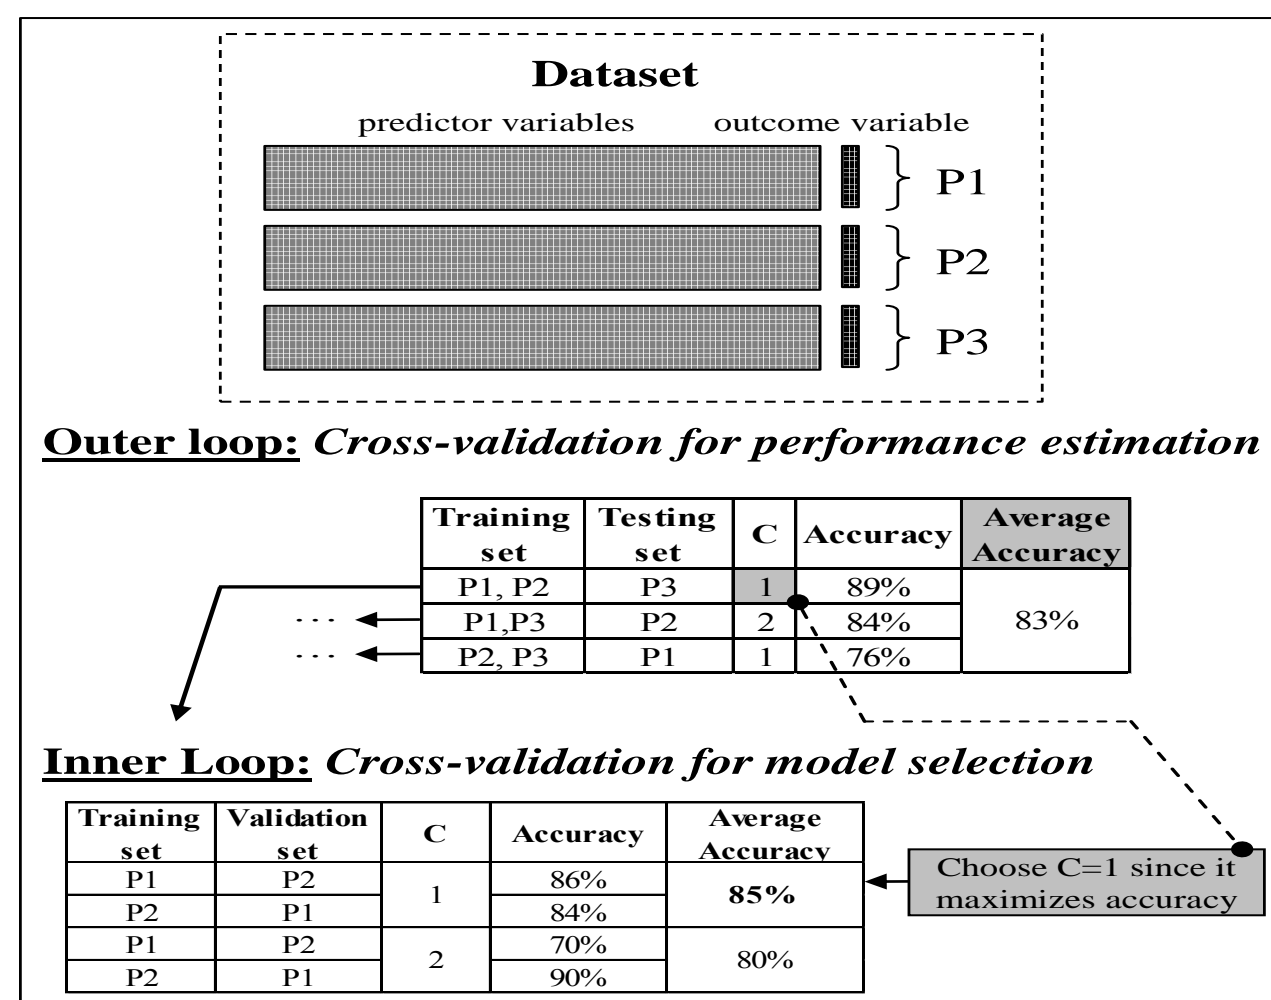 Dataset
predictor variables outcome variable
P1
P2
P3
Outer loop: Cross-validation for performance estimation
Training set Testing set C Accuracy Average Accuracy
P1, P2 P3 1 89%
... P1,P3 P2 2 84% 83%
... P2, P3 P1 1 76%
Inner Loop: Cross-validation for model selection
Training set Validation set C Accuracy Average Accuracy
P1 P2 1 86% 85%
P2 P1 84%
P1 P2 2 70% 80%
P2 P1 90%
Choose C=1 since it
maximizes accuracy